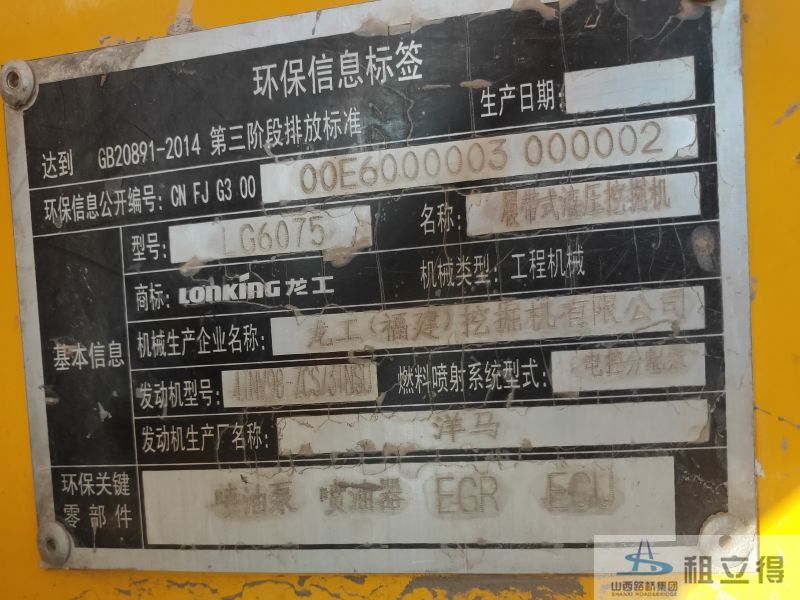 环保信息标签
生产日期:
达到 GB20891-2014 第三阶段排放标准
环保信息公开编号: CN FJ G3 00 00E6000003 000002
型号: LG6075 名称: 履带式液压挖掘机
商标: LONKING 龙工 机械类型: 工程机械
基本信息
机械生产企业名称: 龙工(福建)挖掘机有限公司
发动机型号: 燃料喷射系统型式: 电控分配泵
发动机生产厂名称: 洋马
环保关键零部件 喷油泵 喷油器 EGR ECU
山西路桥集团
SHANXI ROAD&BRIDGE
租立得